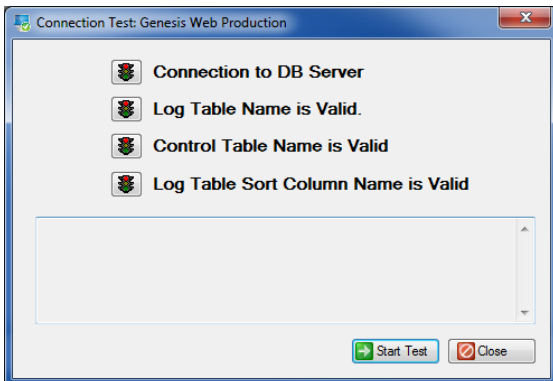 Connection Test: Genesis Web Production
Connection to DB Server
Log Table Name is Valid.
Control Table Name is Valid
Log Table Sort Column Name is Valid
Start Test Close